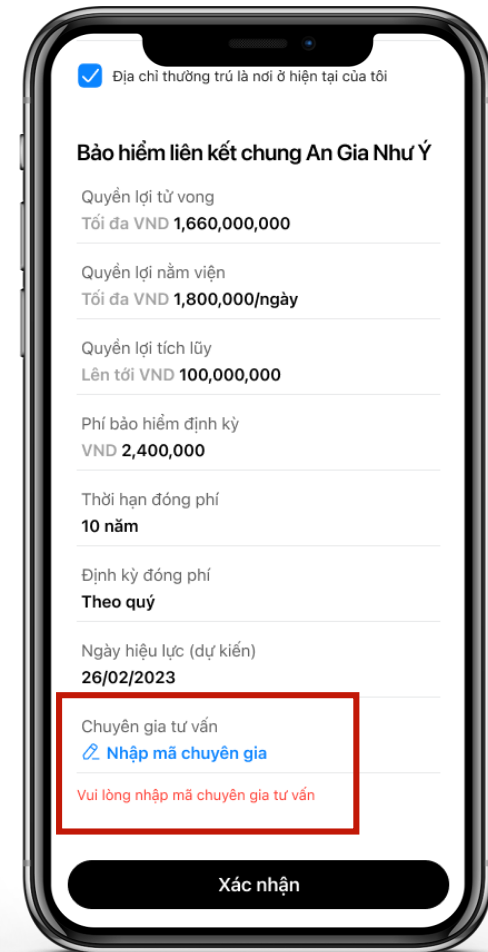 Địa chỉ thường trú là nơi ở hiện tại của tôi
Bảo hiểm liên kết chung An Gia Như Ý
Quyền lợi tử vong
Tối đa VND 1,660,000,000
Quyền lợi nằm viện
Tối đa VND 1,800,000/ngày
Quyền lợi tích lũy
Lên tới VND 100,000,000
Phí bảo hiểm định kỳ
VND 2,400,000
Thời hạn đóng phí
10 năm
Định kỳ đóng phí
Theo quý
Ngày hiệu lực (dự kiến)
26/02/2023
Chuyên gia tư vấn
Nhập mã chuyên gia
Vui lòng nhập mã chuyên gia tư vấn
Xác nhận